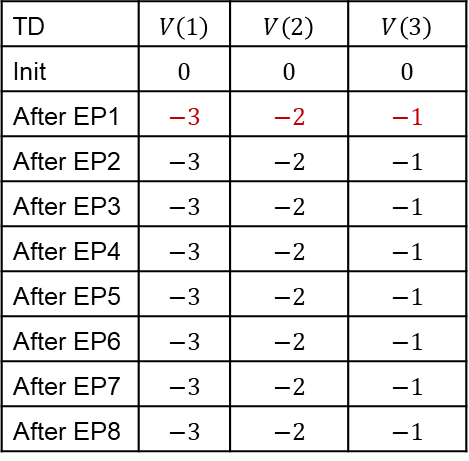 TD V(1) V(2) V(3)
Init 0 0 0
After EP1 −3 −2 −1
After EP2 −3 −2 −1
After EP3 −3 −2 −1
After EP4 −3 −2 −1
After EP5 −3 −2 −1
After EP6 −3 −2 −1
After EP7 −3 −2 −1
After EP8 −3 −2 −1